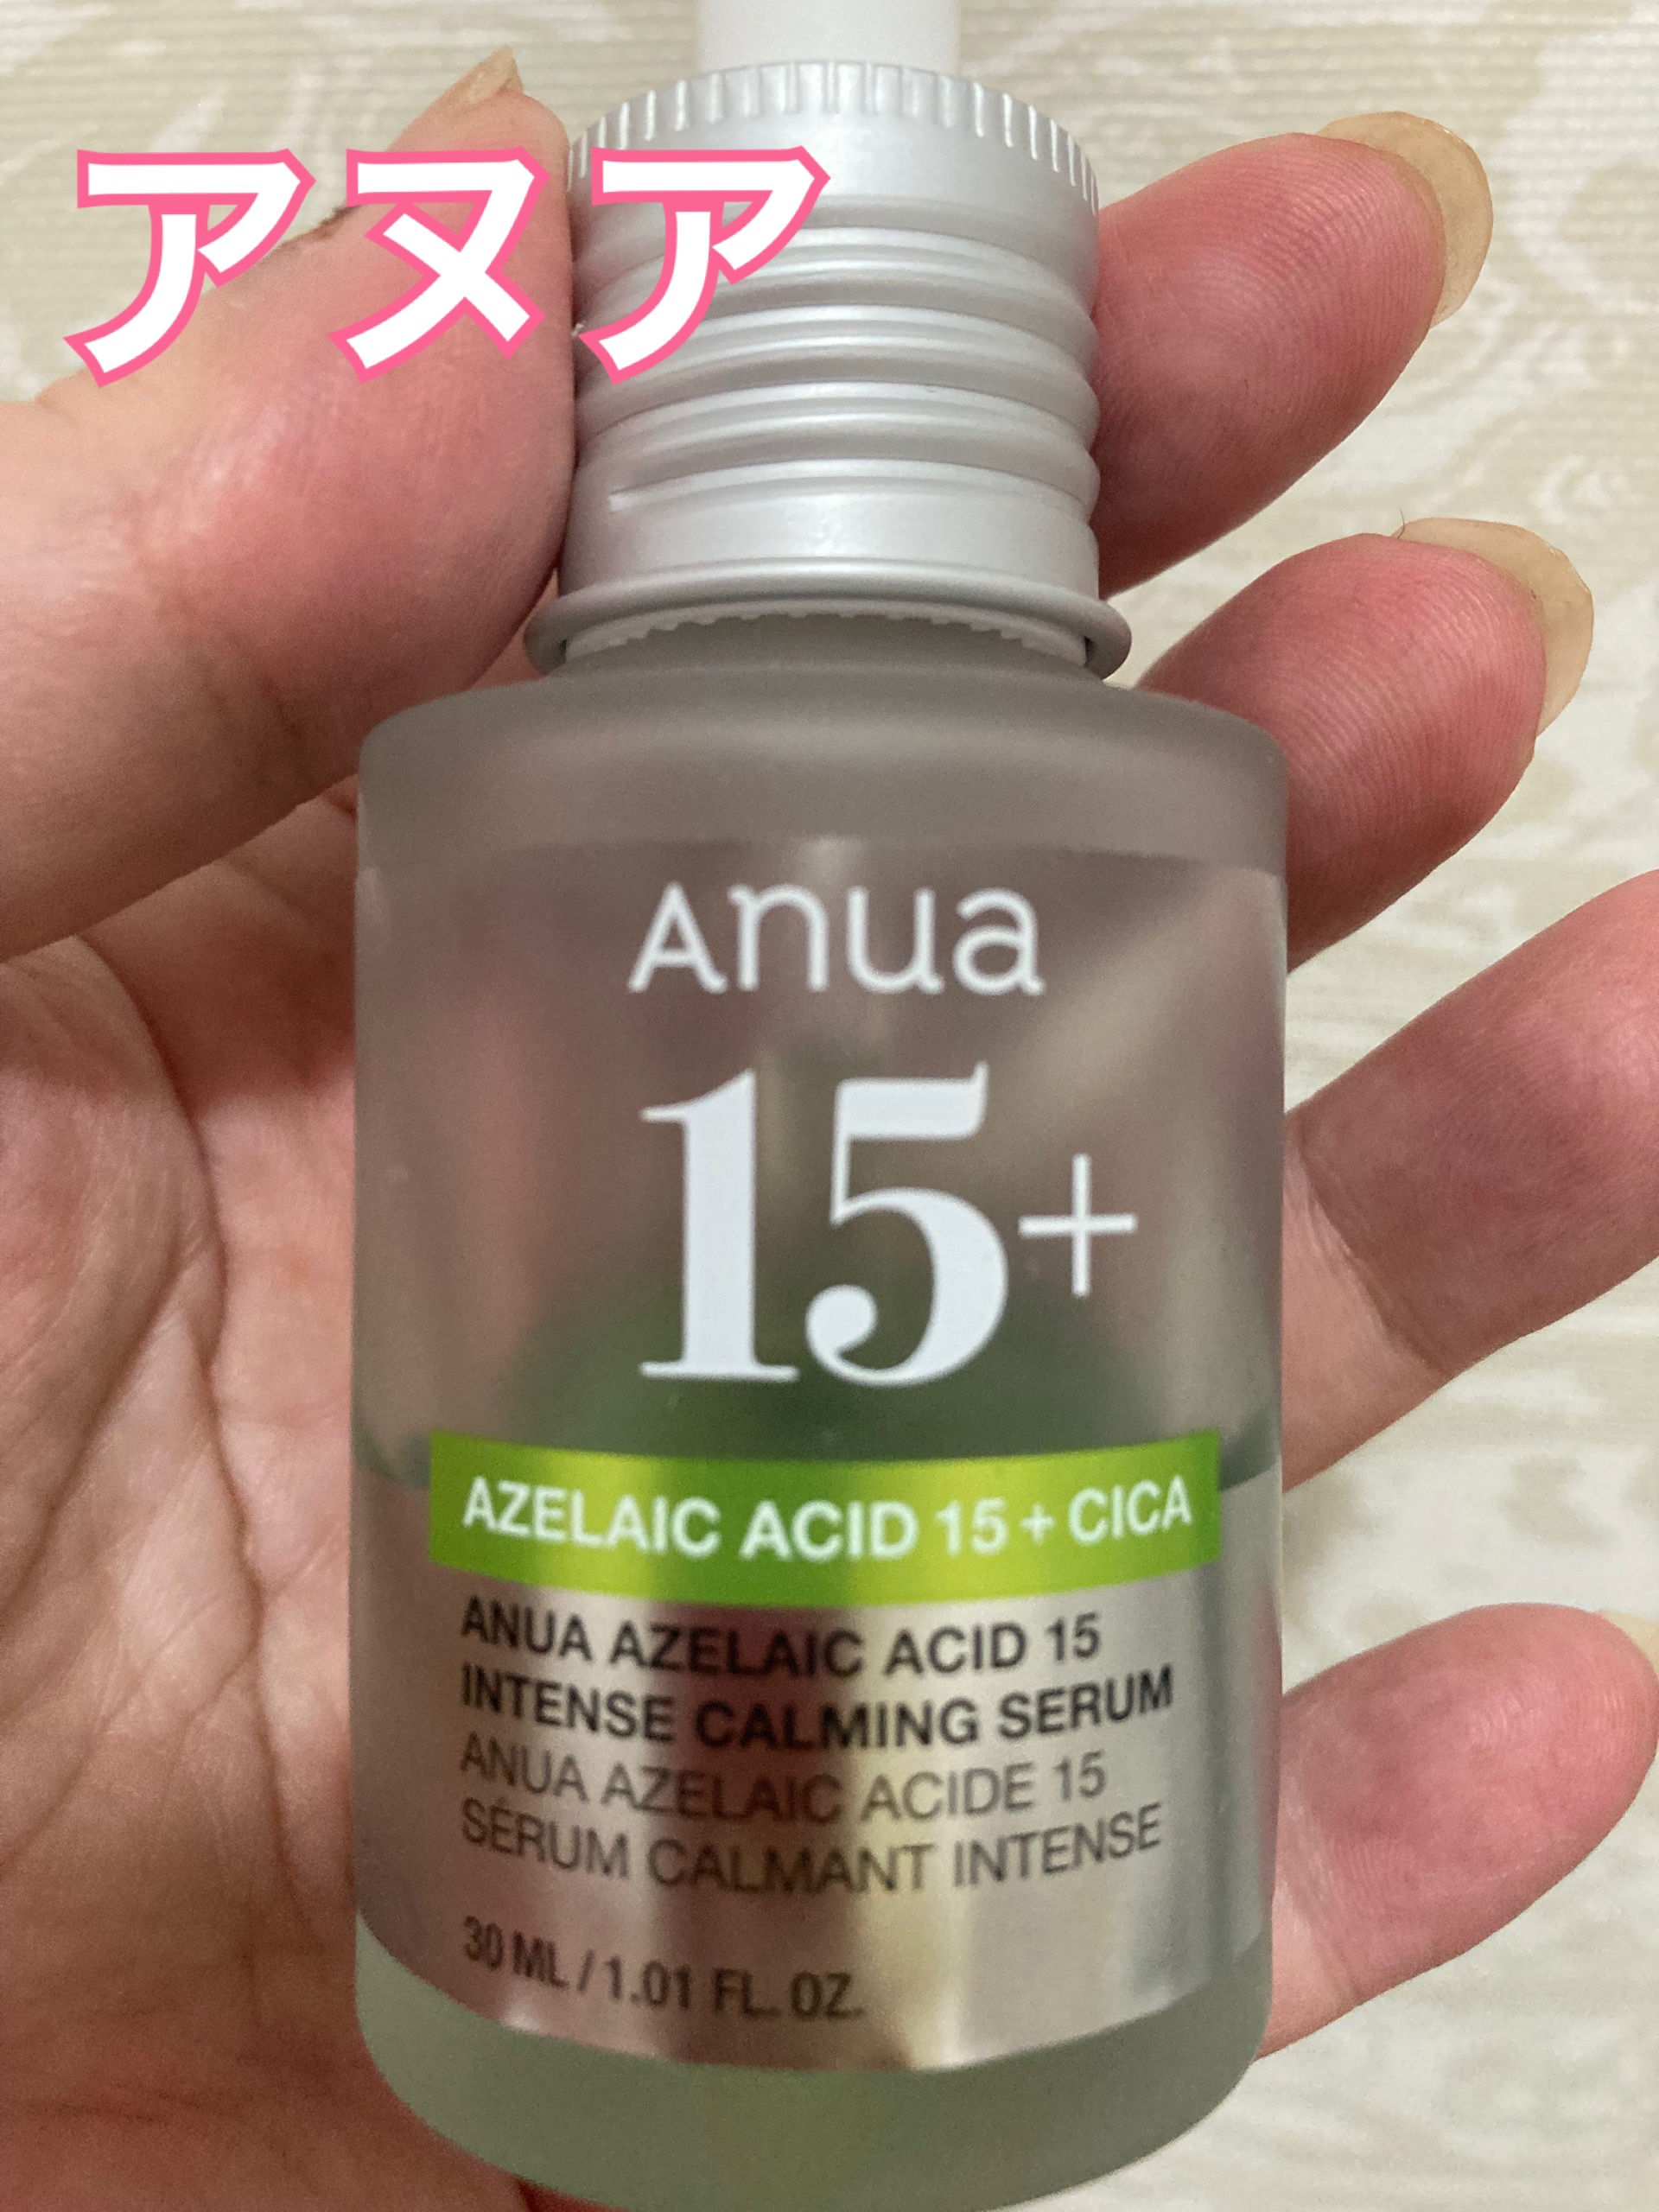 アヌア
Anua
15+
AZELAIC ACID 15 + CICA
ANUA AZELAIC ACID 15
INTENSE CALMING SERUM
ANUA AZELAIC ACIDE 15
SÉRUM CALMANT INTENSE
30 ML / 1.01 FL. OZ.